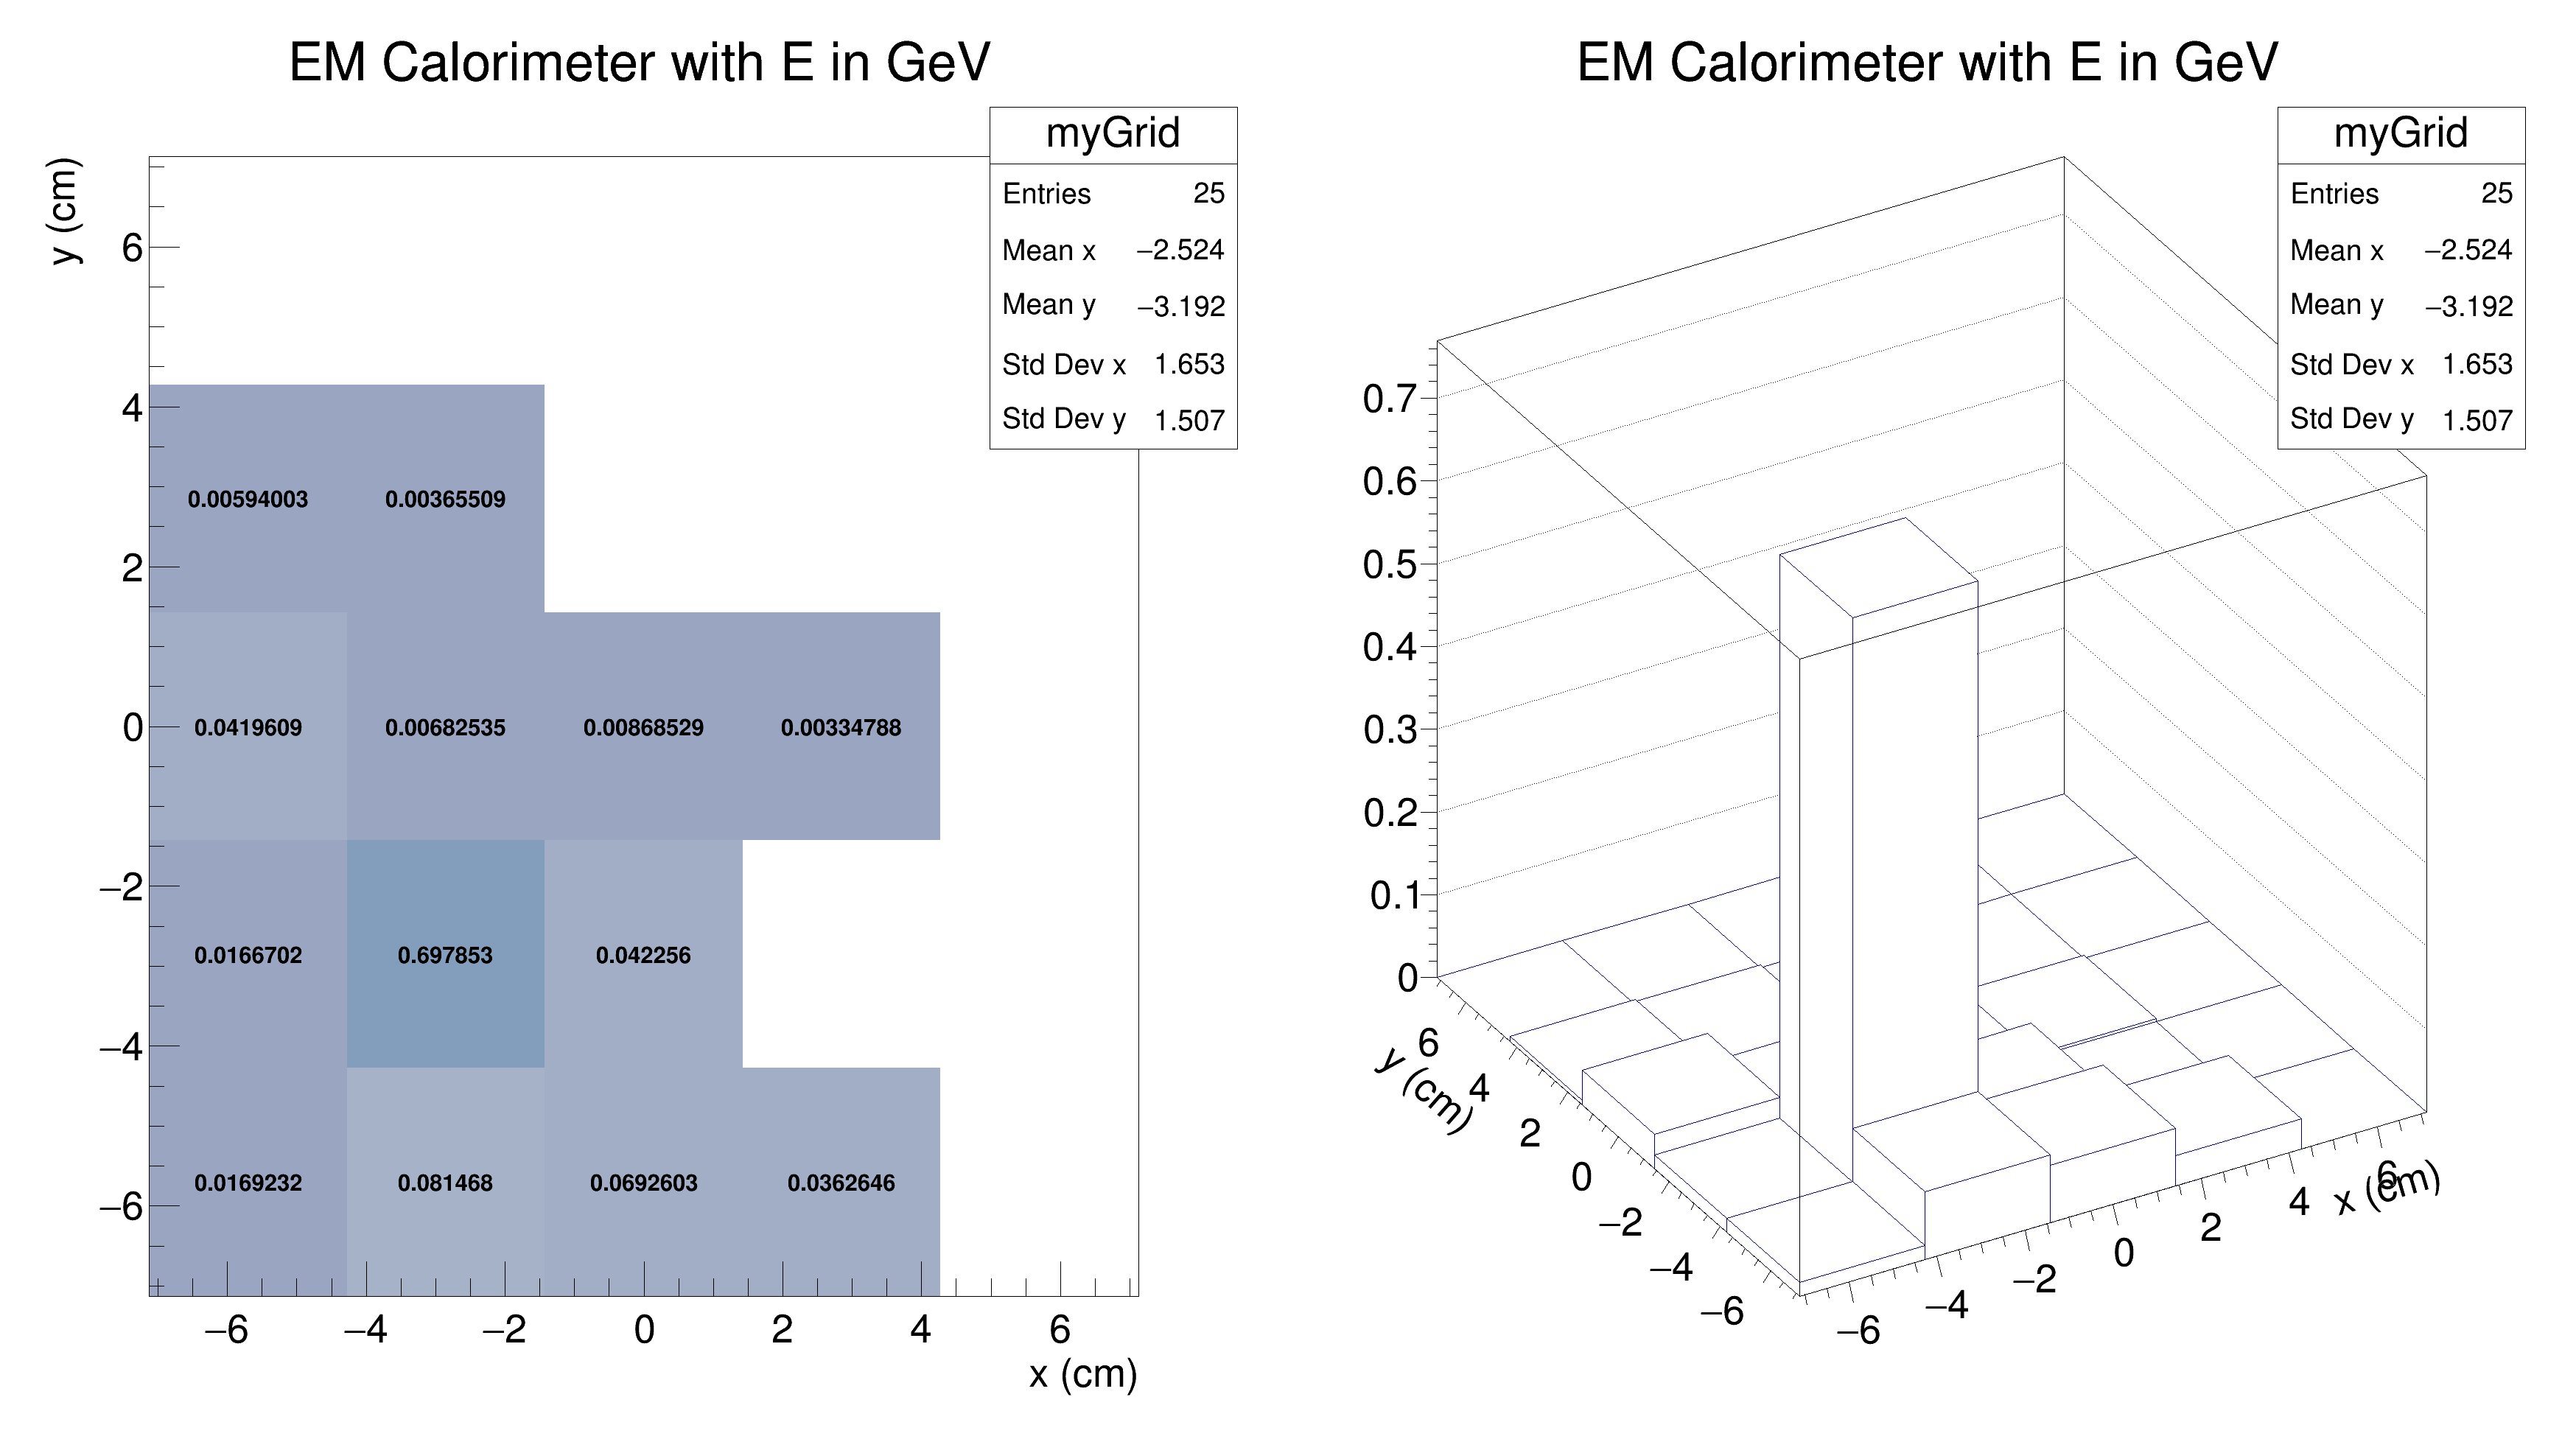 EM Calorimeter with E in GeV
myGrid
Entries 25
Mean x −2.524
Mean y −3.192
Std Dev x 1.653
Std Dev y 1.507
y (cm)
6
4
2
0
−2
−4
−6
0.00594003 0.00365509
0.0419609 0.00682535 0.00868529 0.00334788
0.0166702 0.697853 0.042256
0.0169232 0.081468 0.0692603 0.0362646
−6 −4 −2 0 2 4 6
x (cm)
EM Calorimeter with E in GeV
myGrid
Entries 25
Mean x −2.524
Mean y −3.192
Std Dev x 1.653
Std Dev y 1.507
0.7
0.6
0.5
0.4
0.3
0.2
0.1
0
6
4
2
0
−2
−4
−6
y (cm)
−6
−4
−2
0
2
4
6
x (cm)